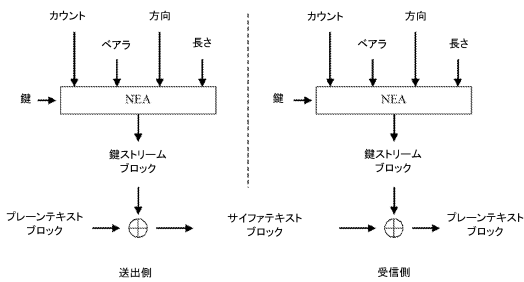 カウント
方向
ベアラ
長さ
鍵
NEA
鍵ストリーム
ブロック
プレーンテキスト
ブロック
送出側
カウント
方向
ベアラ
長さ
鍵
NEA
鍵ストリーム
ブロック
サイファテキスト
ブロック
プレーンテキスト
ブロック
受信側